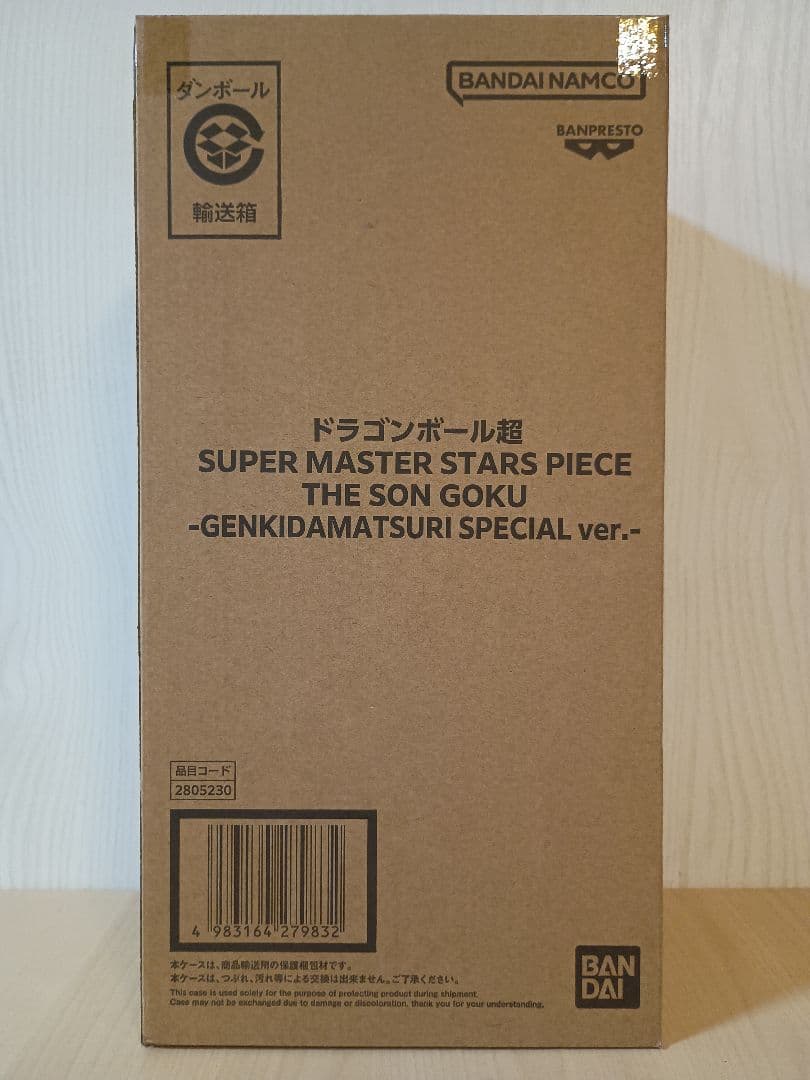 ダンボール
輸送箱
BANDAI NAMCO
BANPRESTO
ドラゴンボール超
SUPER MASTER STARS PIECE
THE SON GOKU
-GENKIDAMATSURI SPECIAL ver.-
品目コード
2805230
4 983164 279832
本ケースは、商品輸送用の保護梱包材です。
本ケースは、つぶれ、汚れ等による交換は出来ません。ご了承ください。
This case is used solely for the purpose of protecting product during shipment.
Case may not be exchanged due to damage or discoloration, thank you for your understanding.
BAN
DAI